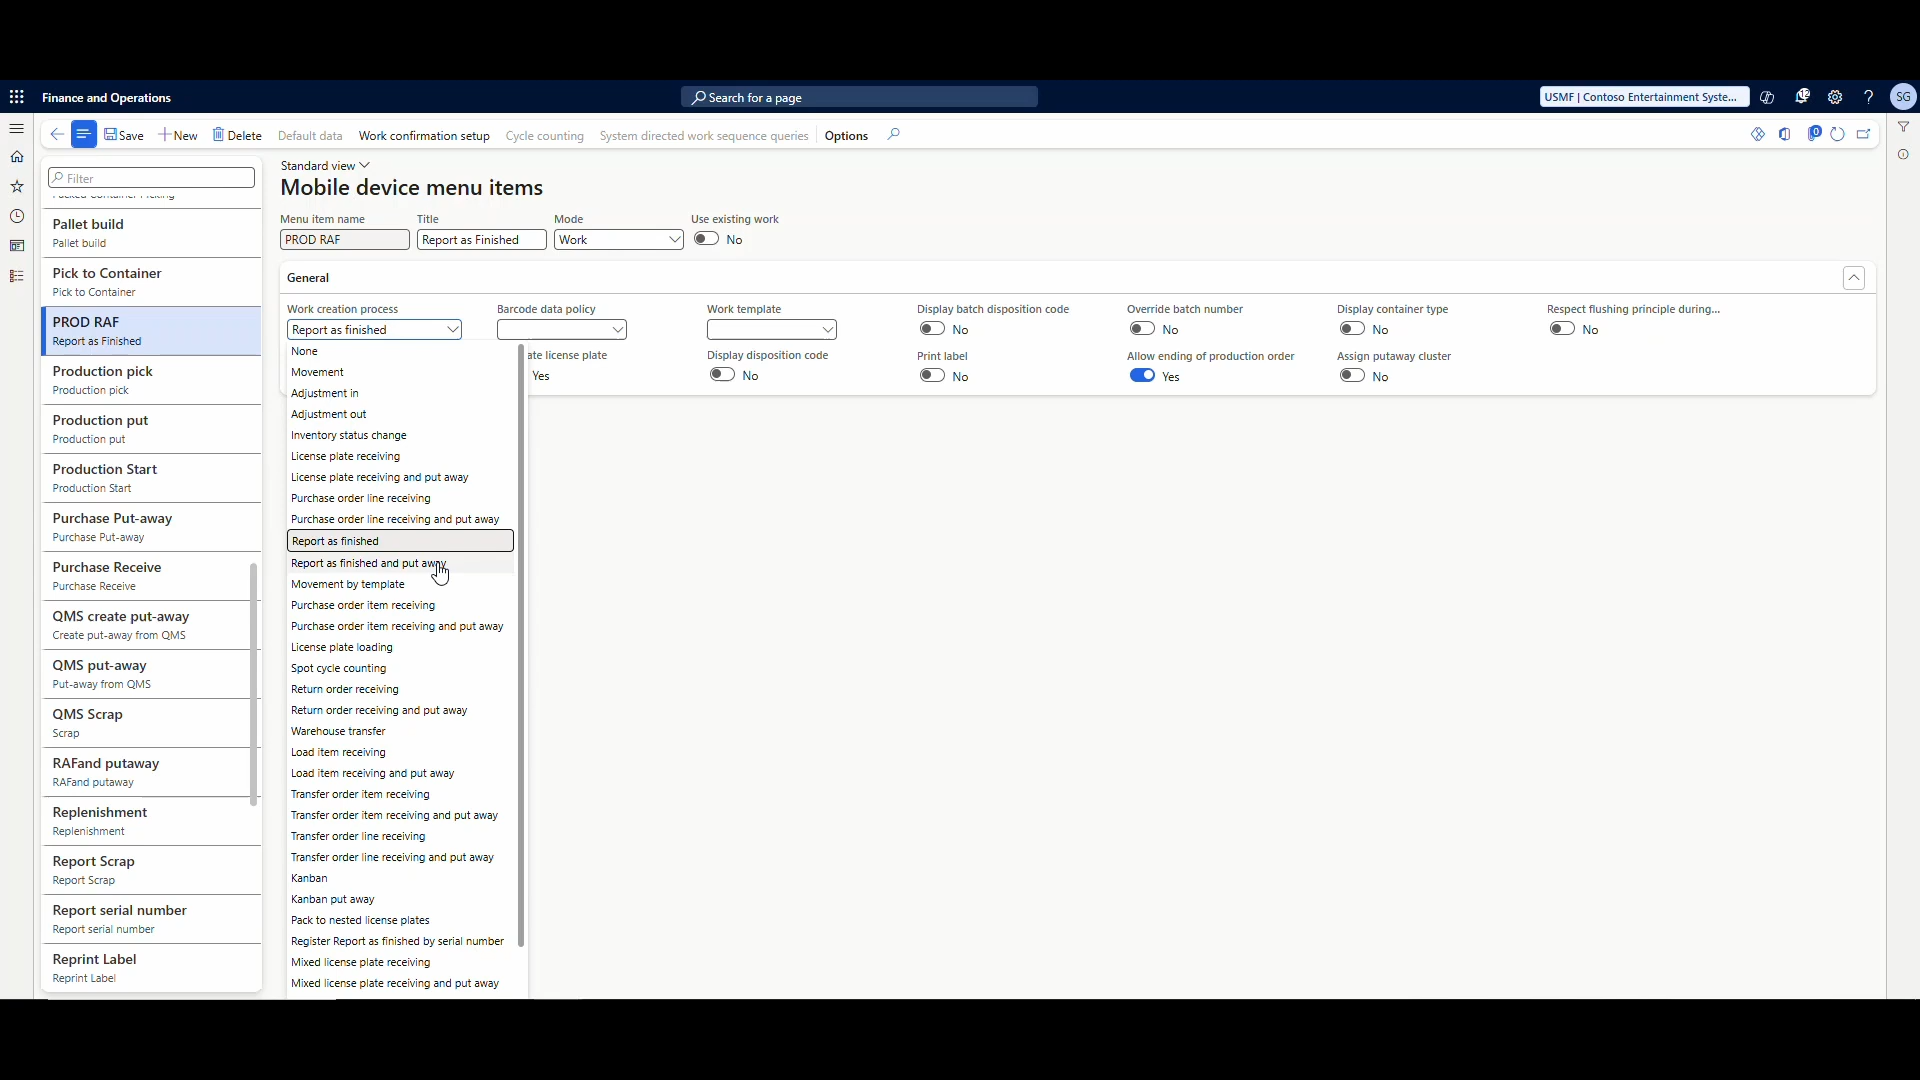 Finance and Operations
Search for a page
USMF | Contoso Entertainment Syste...
12
SG
Save
New
Delete
Default data
Work confirmation setup
Cycle counting
System directed work sequence queries
Options
0
Filter
Packed Container Picking
Pallet build
Pallet build
Pick to Container
Pick to Container
PROD RAF
Report as Finished
Production pick
Production pick
Production put
Production put
Production Start
Production Start
Purchase Put-away
Purchase Put-away
Purchase Receive
Purchase Receive
QMS create put-away
Create put-away from QMS
QMS put-away
Put-away from QMS
QMS Scrap
Scrap
RAFand putaway
RAFand putaway
Replenishment
Replenishment
Report Scrap
Report Scrap
Report serial number
Report serial number
Reprint Label
Reprint Label
Standard view
Mobile device menu items
Menu item name
PROD RAF
Title
Report as Finished
Mode
Work
Use existing work
No
General
Work creation process
Report as finished
Barcode data policy
Work template
Display batch disposition code
No
Override batch number
No
Display container type
No
Respect flushing principle during...
No
ate license plate
Yes
Display disposition code
No
Print label
No
Allow ending of production order
Yes
Assign putaway cluster
No
None
Movement
Adjustment in
Adjustment out
Inventory status change
License plate receiving
License plate receiving and put away
Purchase order line receiving
Purchase order line receiving and put away
Report as finished
Report as finished and put away
Movement by template
Purchase order item receiving
Purchase order item receiving and put away
License plate loading
Spot cycle counting
Return order receiving
Return order receiving and put away
Warehouse transfer
Load item receiving
Load item receiving and put away
Transfer order item receiving
Transfer order item receiving and put away
Transfer order line receiving
Transfer order line receiving and put away
Kanban
Kanban put away
Pack to nested license plates
Register Report as finished by serial number
Mixed license plate receiving
Mixed license plate receiving and put away